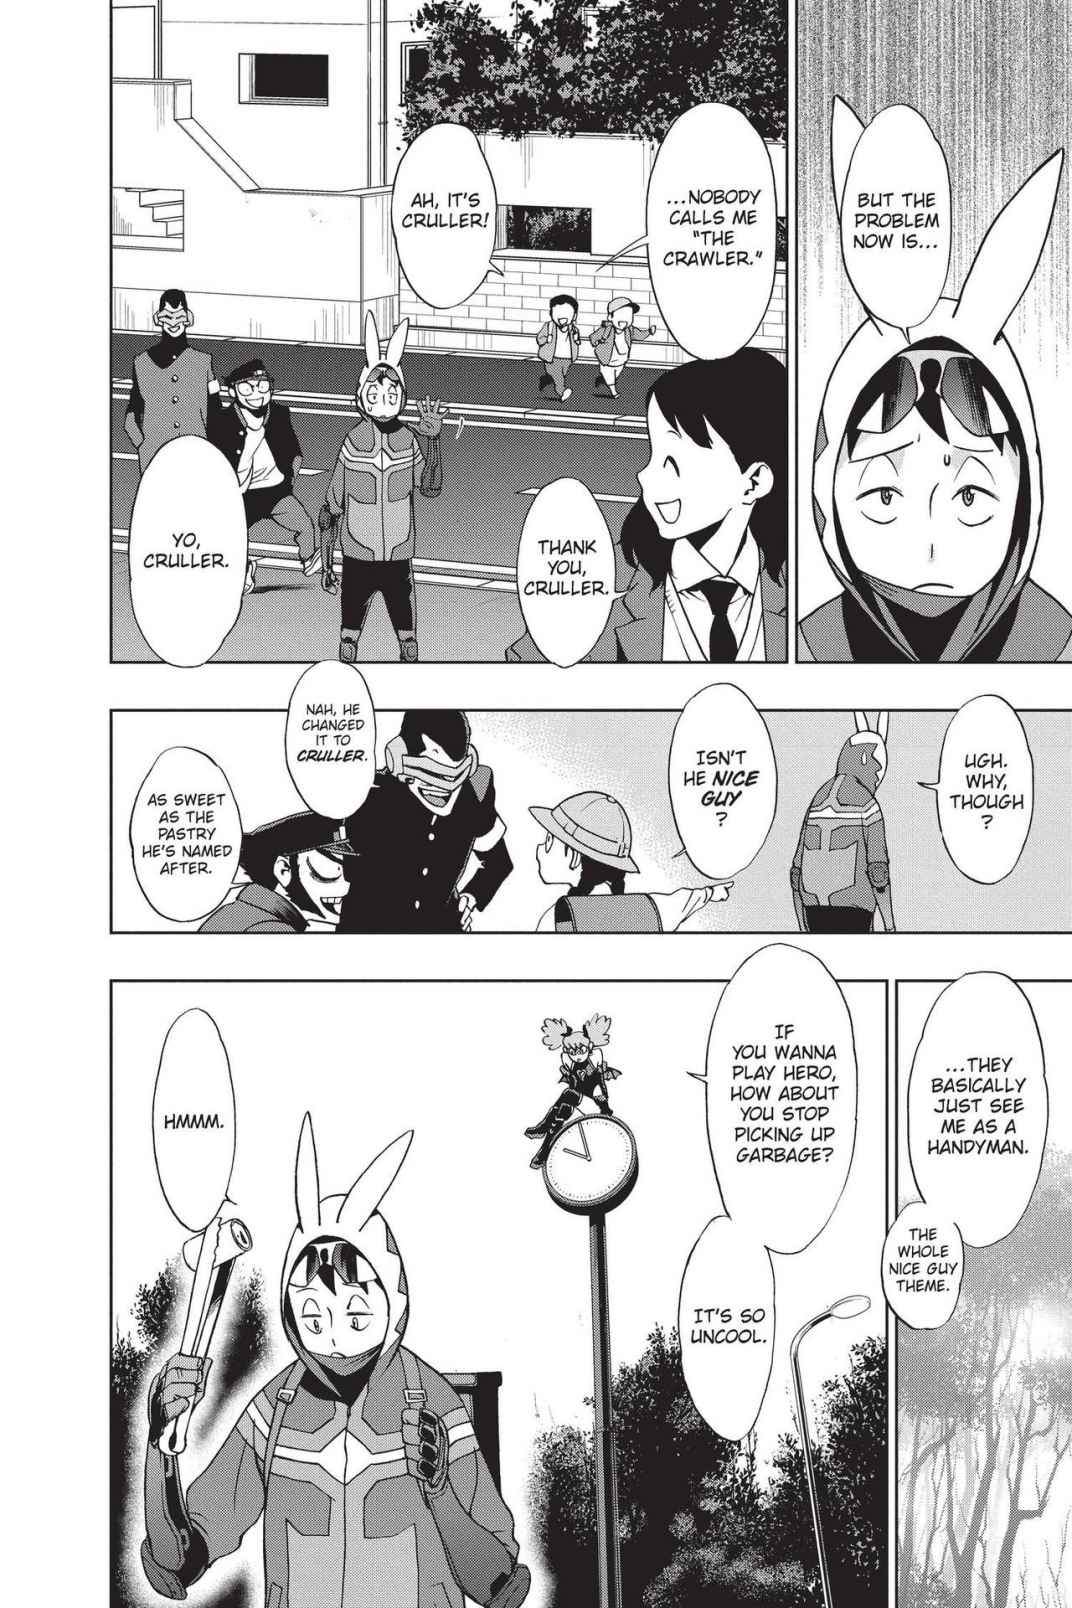 BUT THE
PROBLEM
NOW IS...
...NOBODY
CALLS ME
"THE
CRAWLER."
AH, IT'S
CRULLER!
THANK
YOU,
CRULLER.
YO,
CRULLER.
UGH.
WHY,
THOUGH
?
ISN'T
HE NICE
GUY
?
NAH, HE
CHANGED
IT TO
CRULLER.
AS SWEET
AS THE
PASTRY
HE'S NAMED
AFTER.
...THEY
BASICALLY
JUST SEE
ME AS A
HANDYMAN.
THE
WHOLE
NICE GUY
THEME.
IF
YOU WANNA
PLAY HERO,
HOW ABOUT
YOU STOP
PICKING UP
GARBAGE?
IT'S SO
UNCOOL.
HMMM.